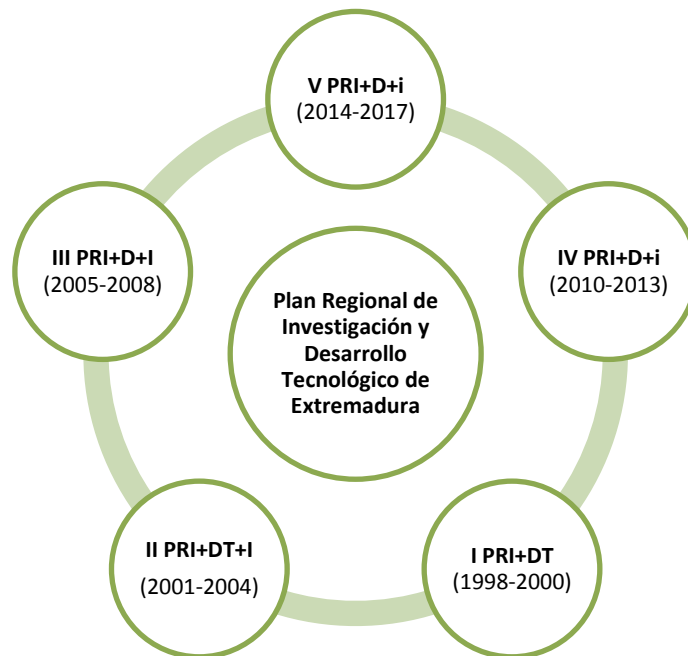 V PRI+D+i
(2014-2017)
III PRI+D+I
(2005-2008)
IV PRI+D+i
(2010-2013)
Plan Regional de
Investigación y
Desarrollo
Tecnológico de
Extremadura
II PRI+DT+I
(2001-2004)
I PRI+DT
(1998-2000)